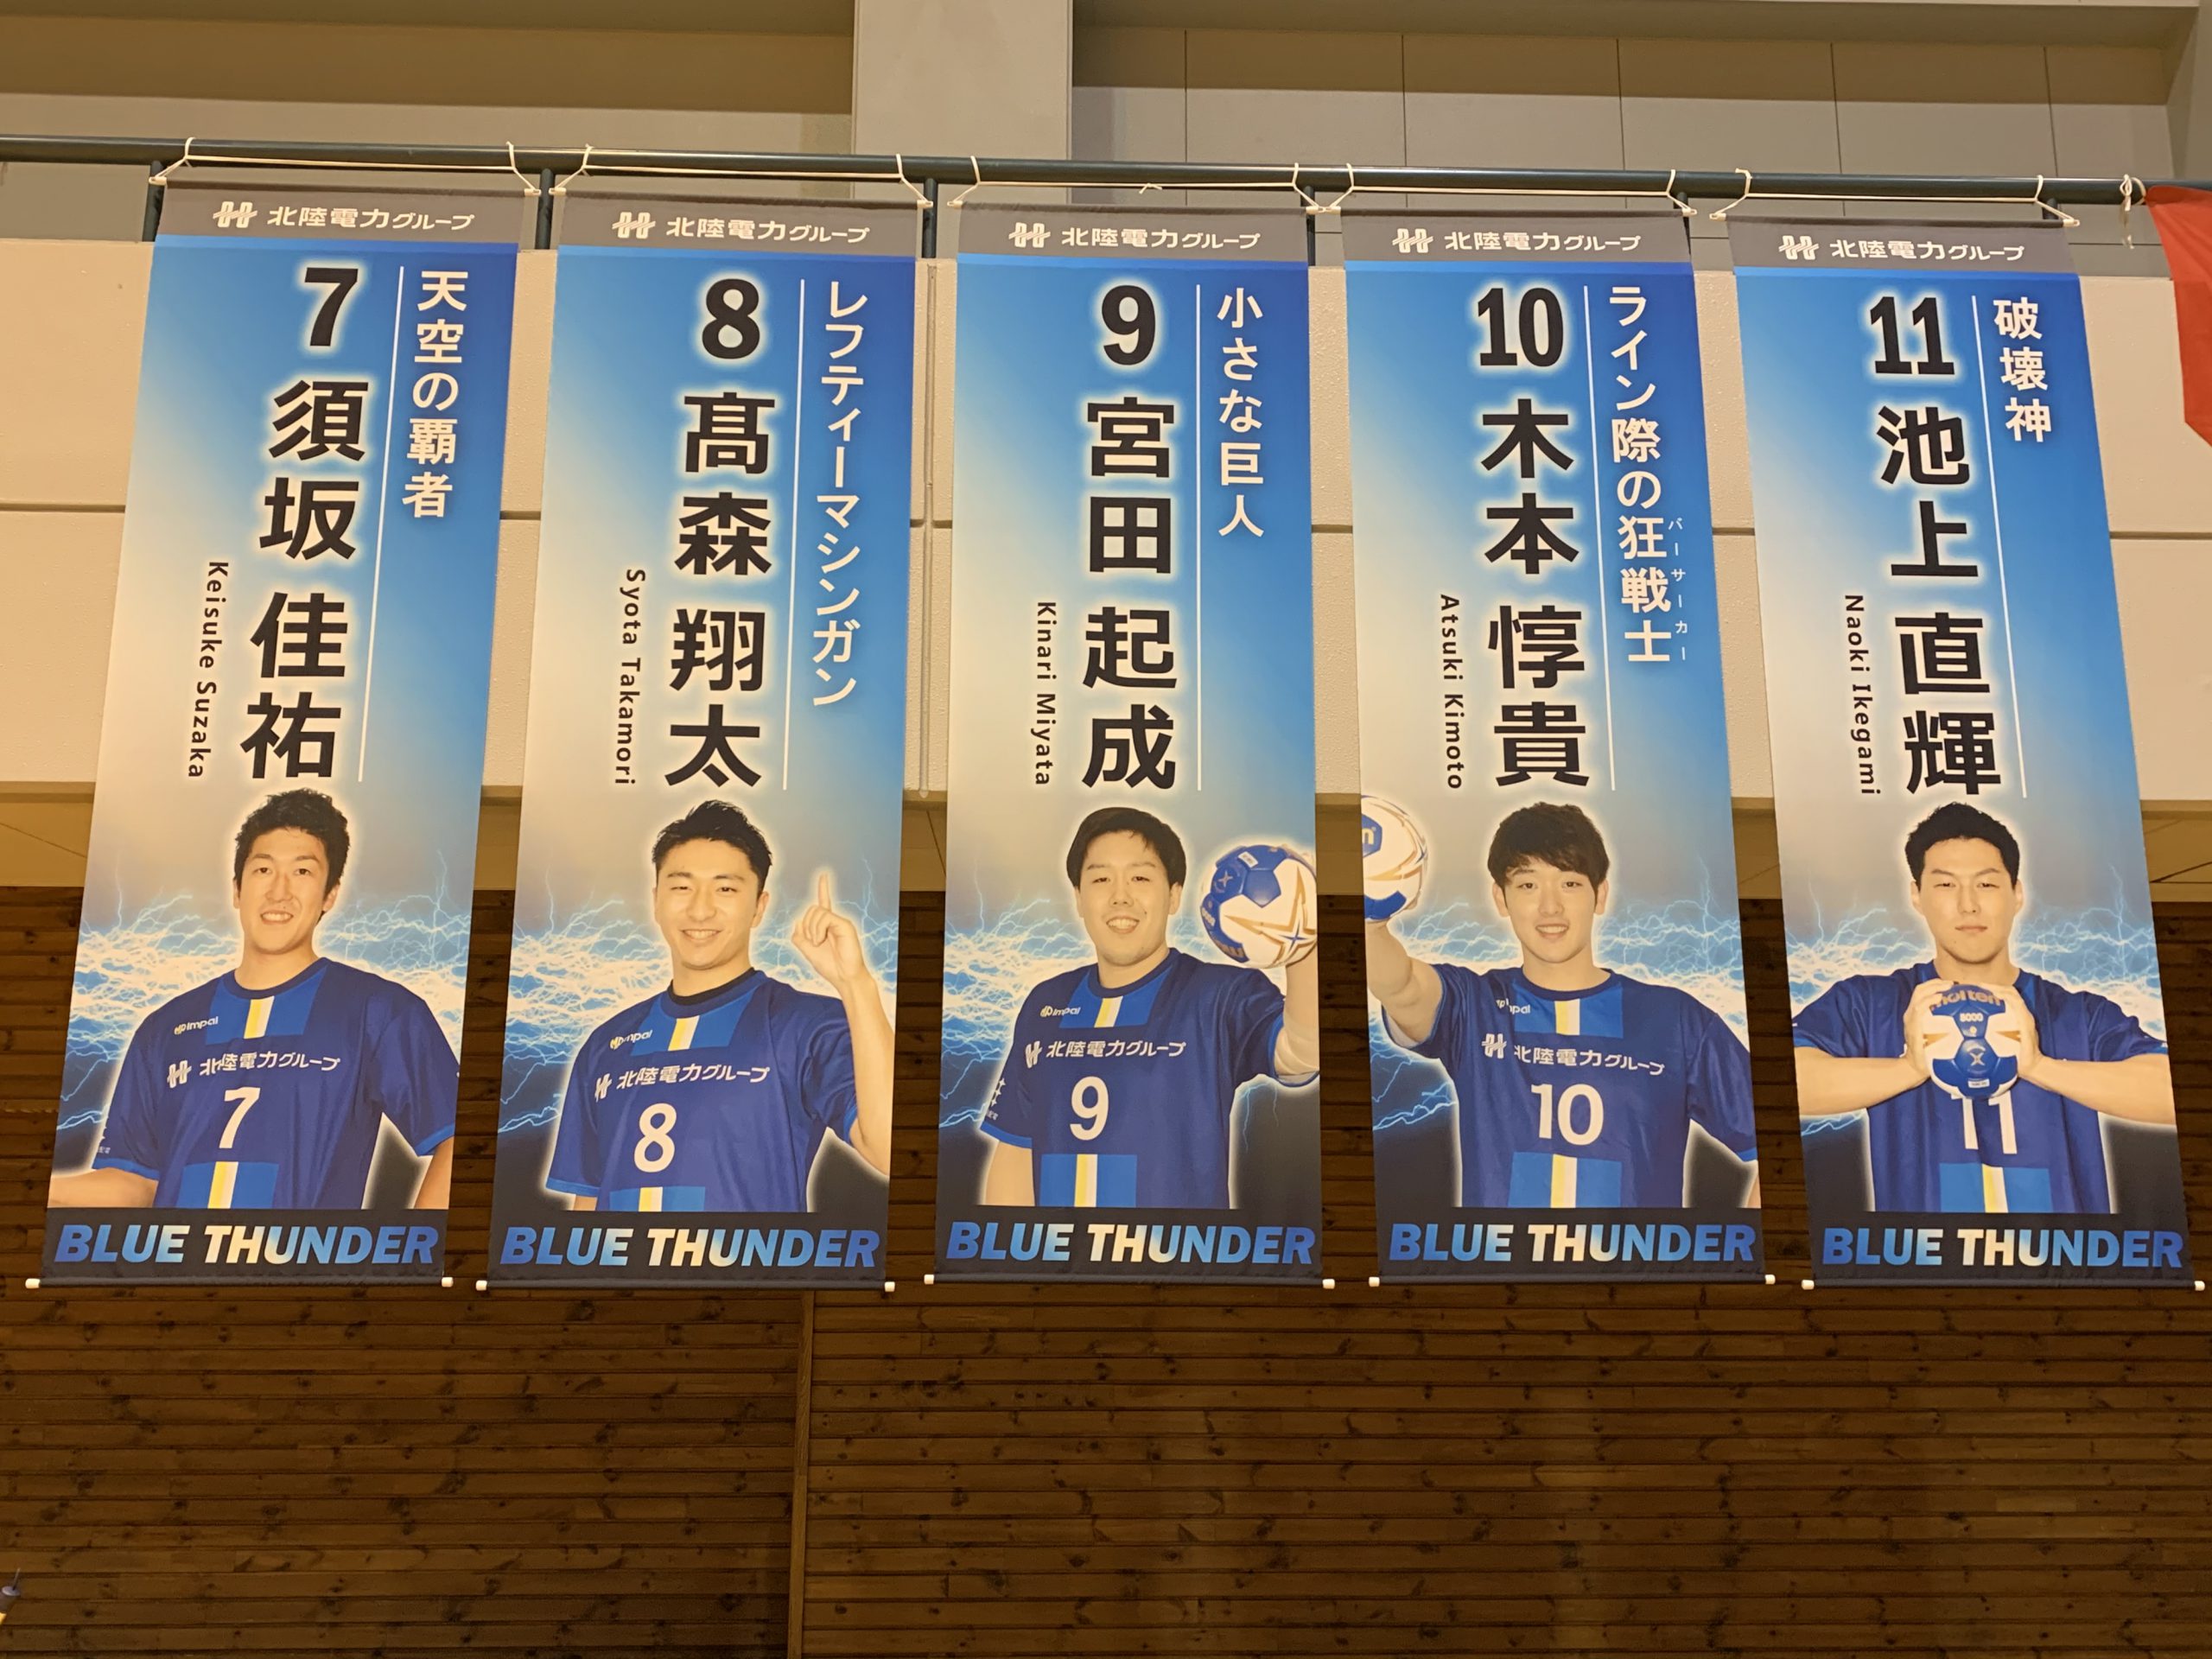 北陸電力グループ
天空の覇者
7 須坂 佳祐
Keisuke Suzaka
impal
北陸電力グループ
7
BLUE THUNDER
北陸電力グループ
レフティーマシンガン
8 髙森 翔太
Syota Takamori
impal
北陸電力グループ
8
BLUE THUNDER
北陸電力グループ
小さな巨人
9 宮田 起成
Kinari Miyata
impal
北陸電力グループ
9
BLUE THUNDER
北陸電力グループ
ライン際の狂戦士
バーサーカー
10 木本 惇貴
Atsuki Kimoto
impal
北陸電力グループ
10
BLUE THUNDER
北陸電力グループ
破壊神
11 池上 直輝
Naoki Ikegami
molten
5000
11
BLUE THUNDER